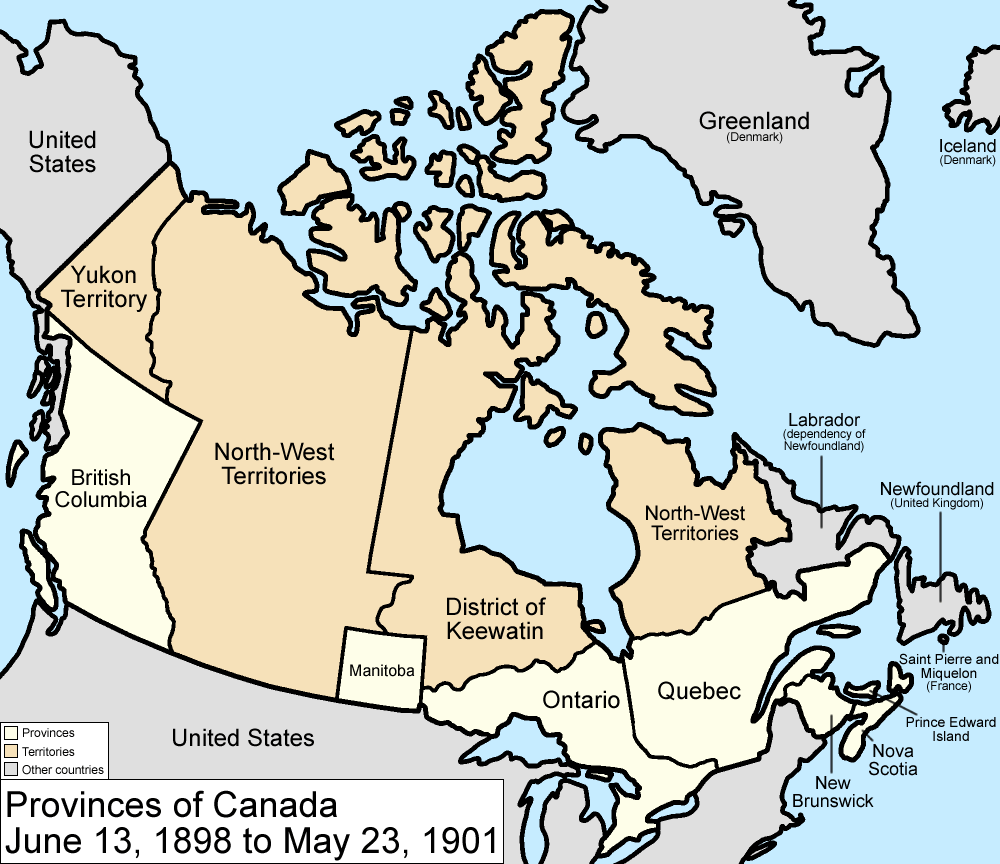 United
States
Greenland
(Denmark)
Iceland
(Denmark)
Yukon
Territory
North-West
Territories
British
Columbia
Labrador
(dependency of
Newfoundland)
Newfoundland
(United Kingdom)
North-West
Territories
District of
Keewatin
Manitoba
Ontario
Quebec
Saint Pierre and
Miquelon
(France)
Prince Edward
Island
Nova
Scotia
New
Brunswick
United States
Provinces
Territories
Other countries
Provinces of Canada
June 13, 1898 to May 23, 1901